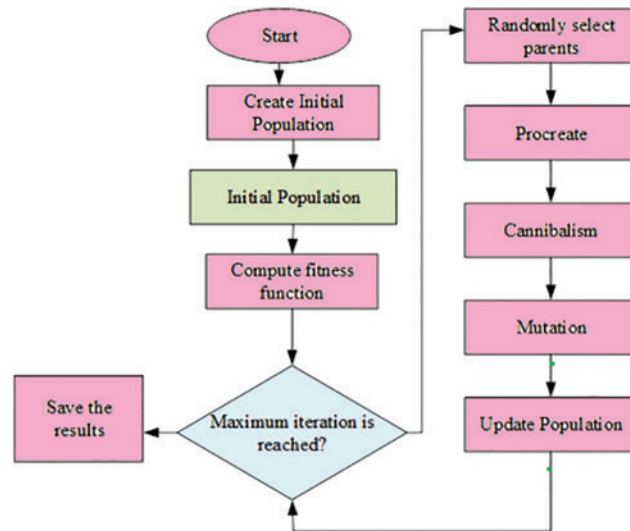 Start
Create Initial
Population
Initial Population
Compute fitness
function
Maximum iteration is
reached?
Save the
results
Randomly select
parents
Procreate
Cannibalism
Mutation
Update Population